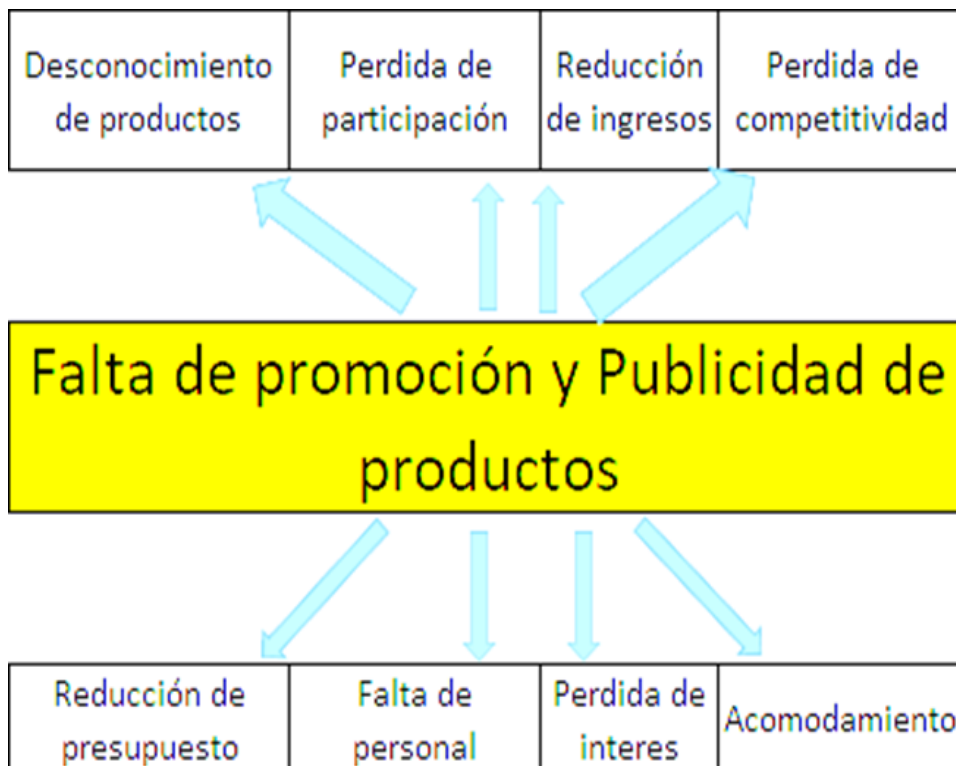 Desconocimiento
de productos
Perdida de
participación
Reducción
de ingresos
Perdida de
competitividad
Falta de promoción y Publicidad de
productos
Reducción de
presupuesto
Falta de
personal
Perdida de
interes
Acomodamiento